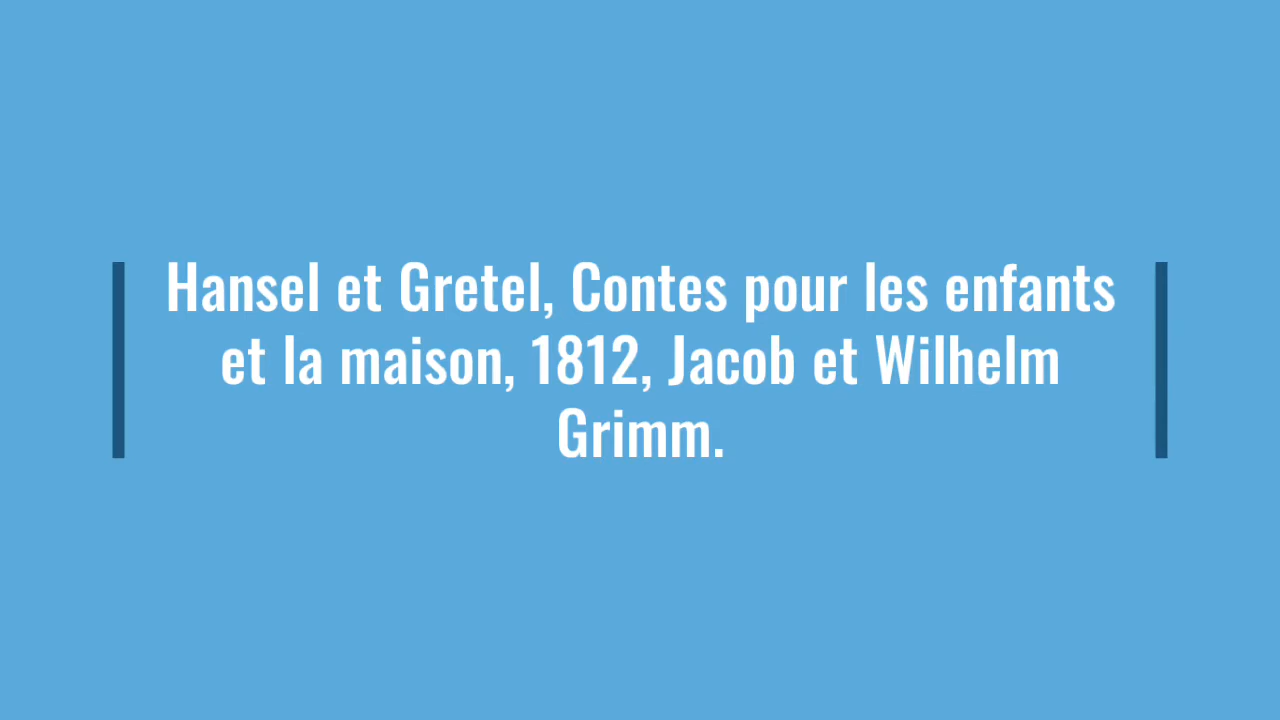 Hansel et Gretel, Contes pour les enfants
et la maison, 1812, Jacob et Wilhelm
Grimm.